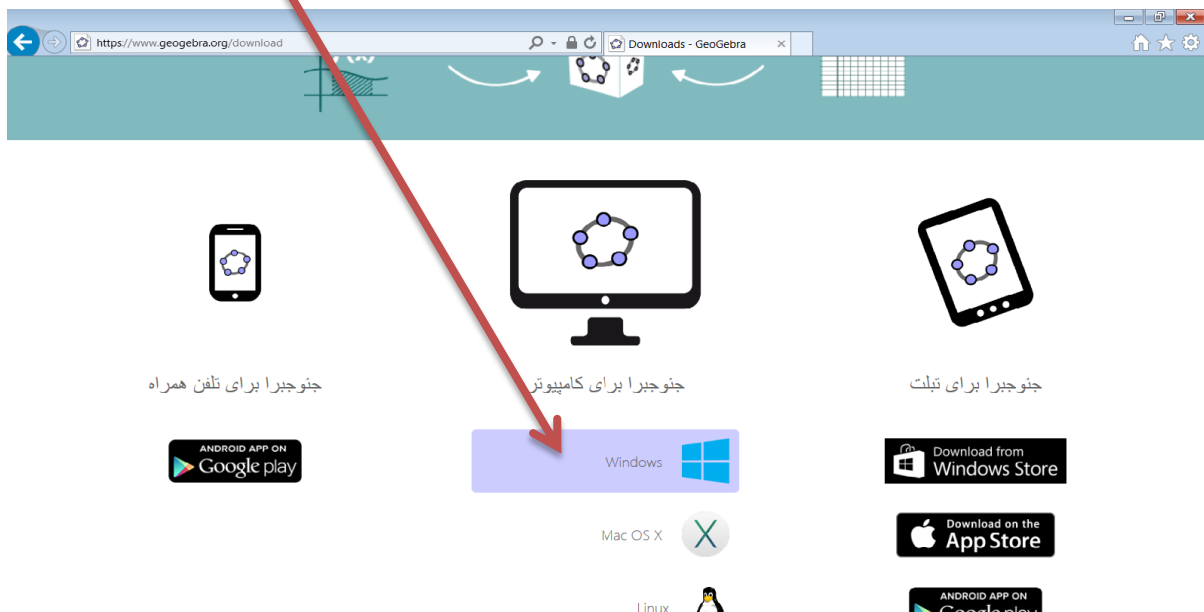 https://www.geogebra.org/download
Downloads - GeoGebra
(x)
جئوجبرا برای تبلت
جئوجبرا برای کامپیوتر
جئوجبرا برای تلفن همراه
Download from
Windows Store
Download on the
App Store
ANDROID APP ON
Google play
Windows
Mac OS X
Linux
ANDROID APP ON
Google play